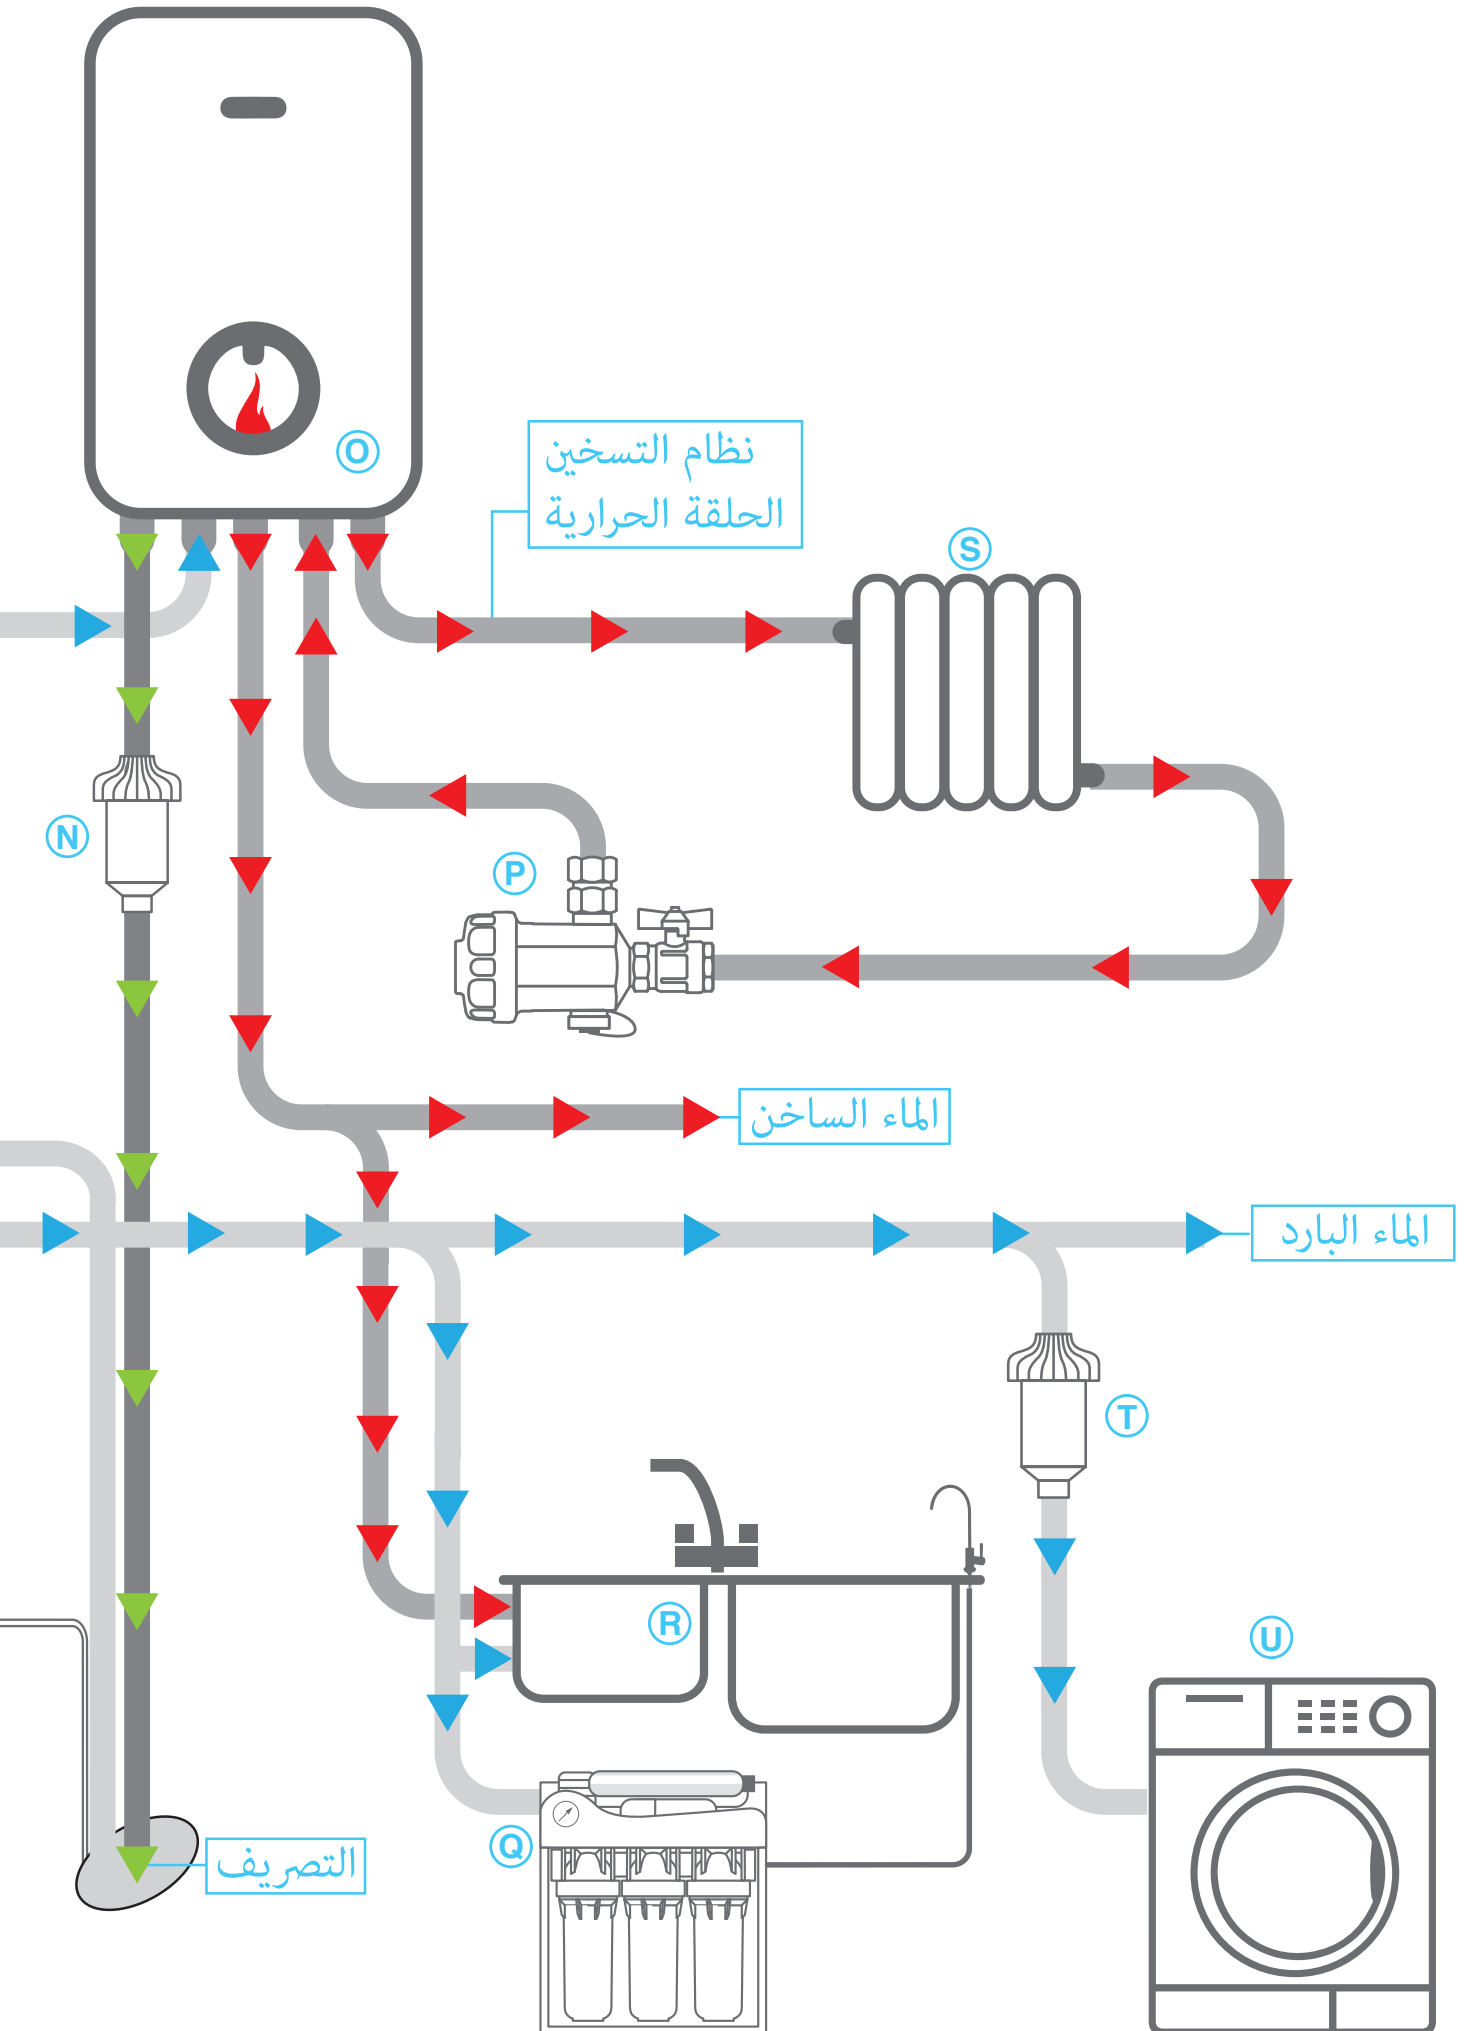 O
نظام التسخين
الحلقة الحرارية
S
N
P
الماء الساخن
الماء البارد
T
R
U
Q
التصريف